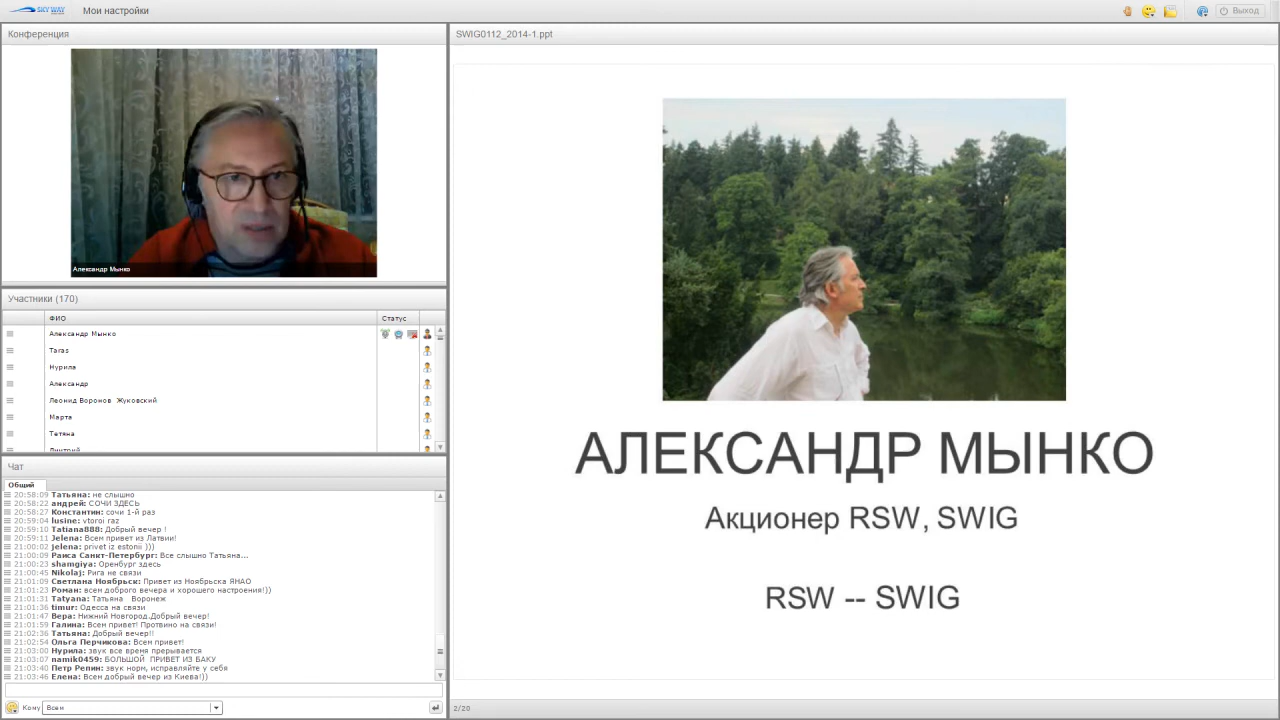 SKY WAY
Мои настройки
Выход
Конференция
Александр Мынко
Участники (170)
ФИО
Статус
Александр Мынко
Taras
Нурила
Александр
Леонид Воронов Жуковский
Марта
Тетяна
Дмитрий
Чат
Общий
20:58:09 Татьяна: не слышно
20:58:22 андрей: СОЧИ ЗДЕСЬ
20:58:27 Константин: сочи 1-й раз
20:59:04 lusine: vtoroi raz
20:59:10 Tatiana888: Добрый вечер !
20:59:11 Jelena: Всем привет из Латвии!
21:00:02 jelena: privet iz estonii )))
21:00:09 Раиса Санкт-Петербург: Все слышно Татьяна...
21:00:23 shamgiya: Оренбург здесь
21:00:45 Nikolaj: Рига не связи
21:01:09 Светлана Ноябрьск: Привет из Ноябрьска ЯНАО
21:01:23 Роман: всем доброго вечера и хорошего настроения!))
21:01:31 Tatyana: Татьяна Воронеж
21:01:36 timur: Одесса на связи
21:01:47 Вера: Нижний Новгород.Добрый вечер!
21:01:59 Галина: Всем привет! Протвино на связи!
21:02:36 Татьяна: Добрый вечер!!
21:02:54 Ольга Перчикова: Всем привет!
21:03:00 Нурила: звук все время прерывается
21:03:07 namik0459: БОЛЬШОЙ ПРИВЕТ ИЗ БАКУ
21:03:40 Петр Репин: звук норм, исправляйте у себя
21:03:46 Елена: Всем добрый вечер из Киева!))
Кому
Всем
SWIG0112_2014-1.ppt
АЛЕКСАНДР МЫНКО
Акционер RSW, SWIG
RSW -- SWIG
2/20